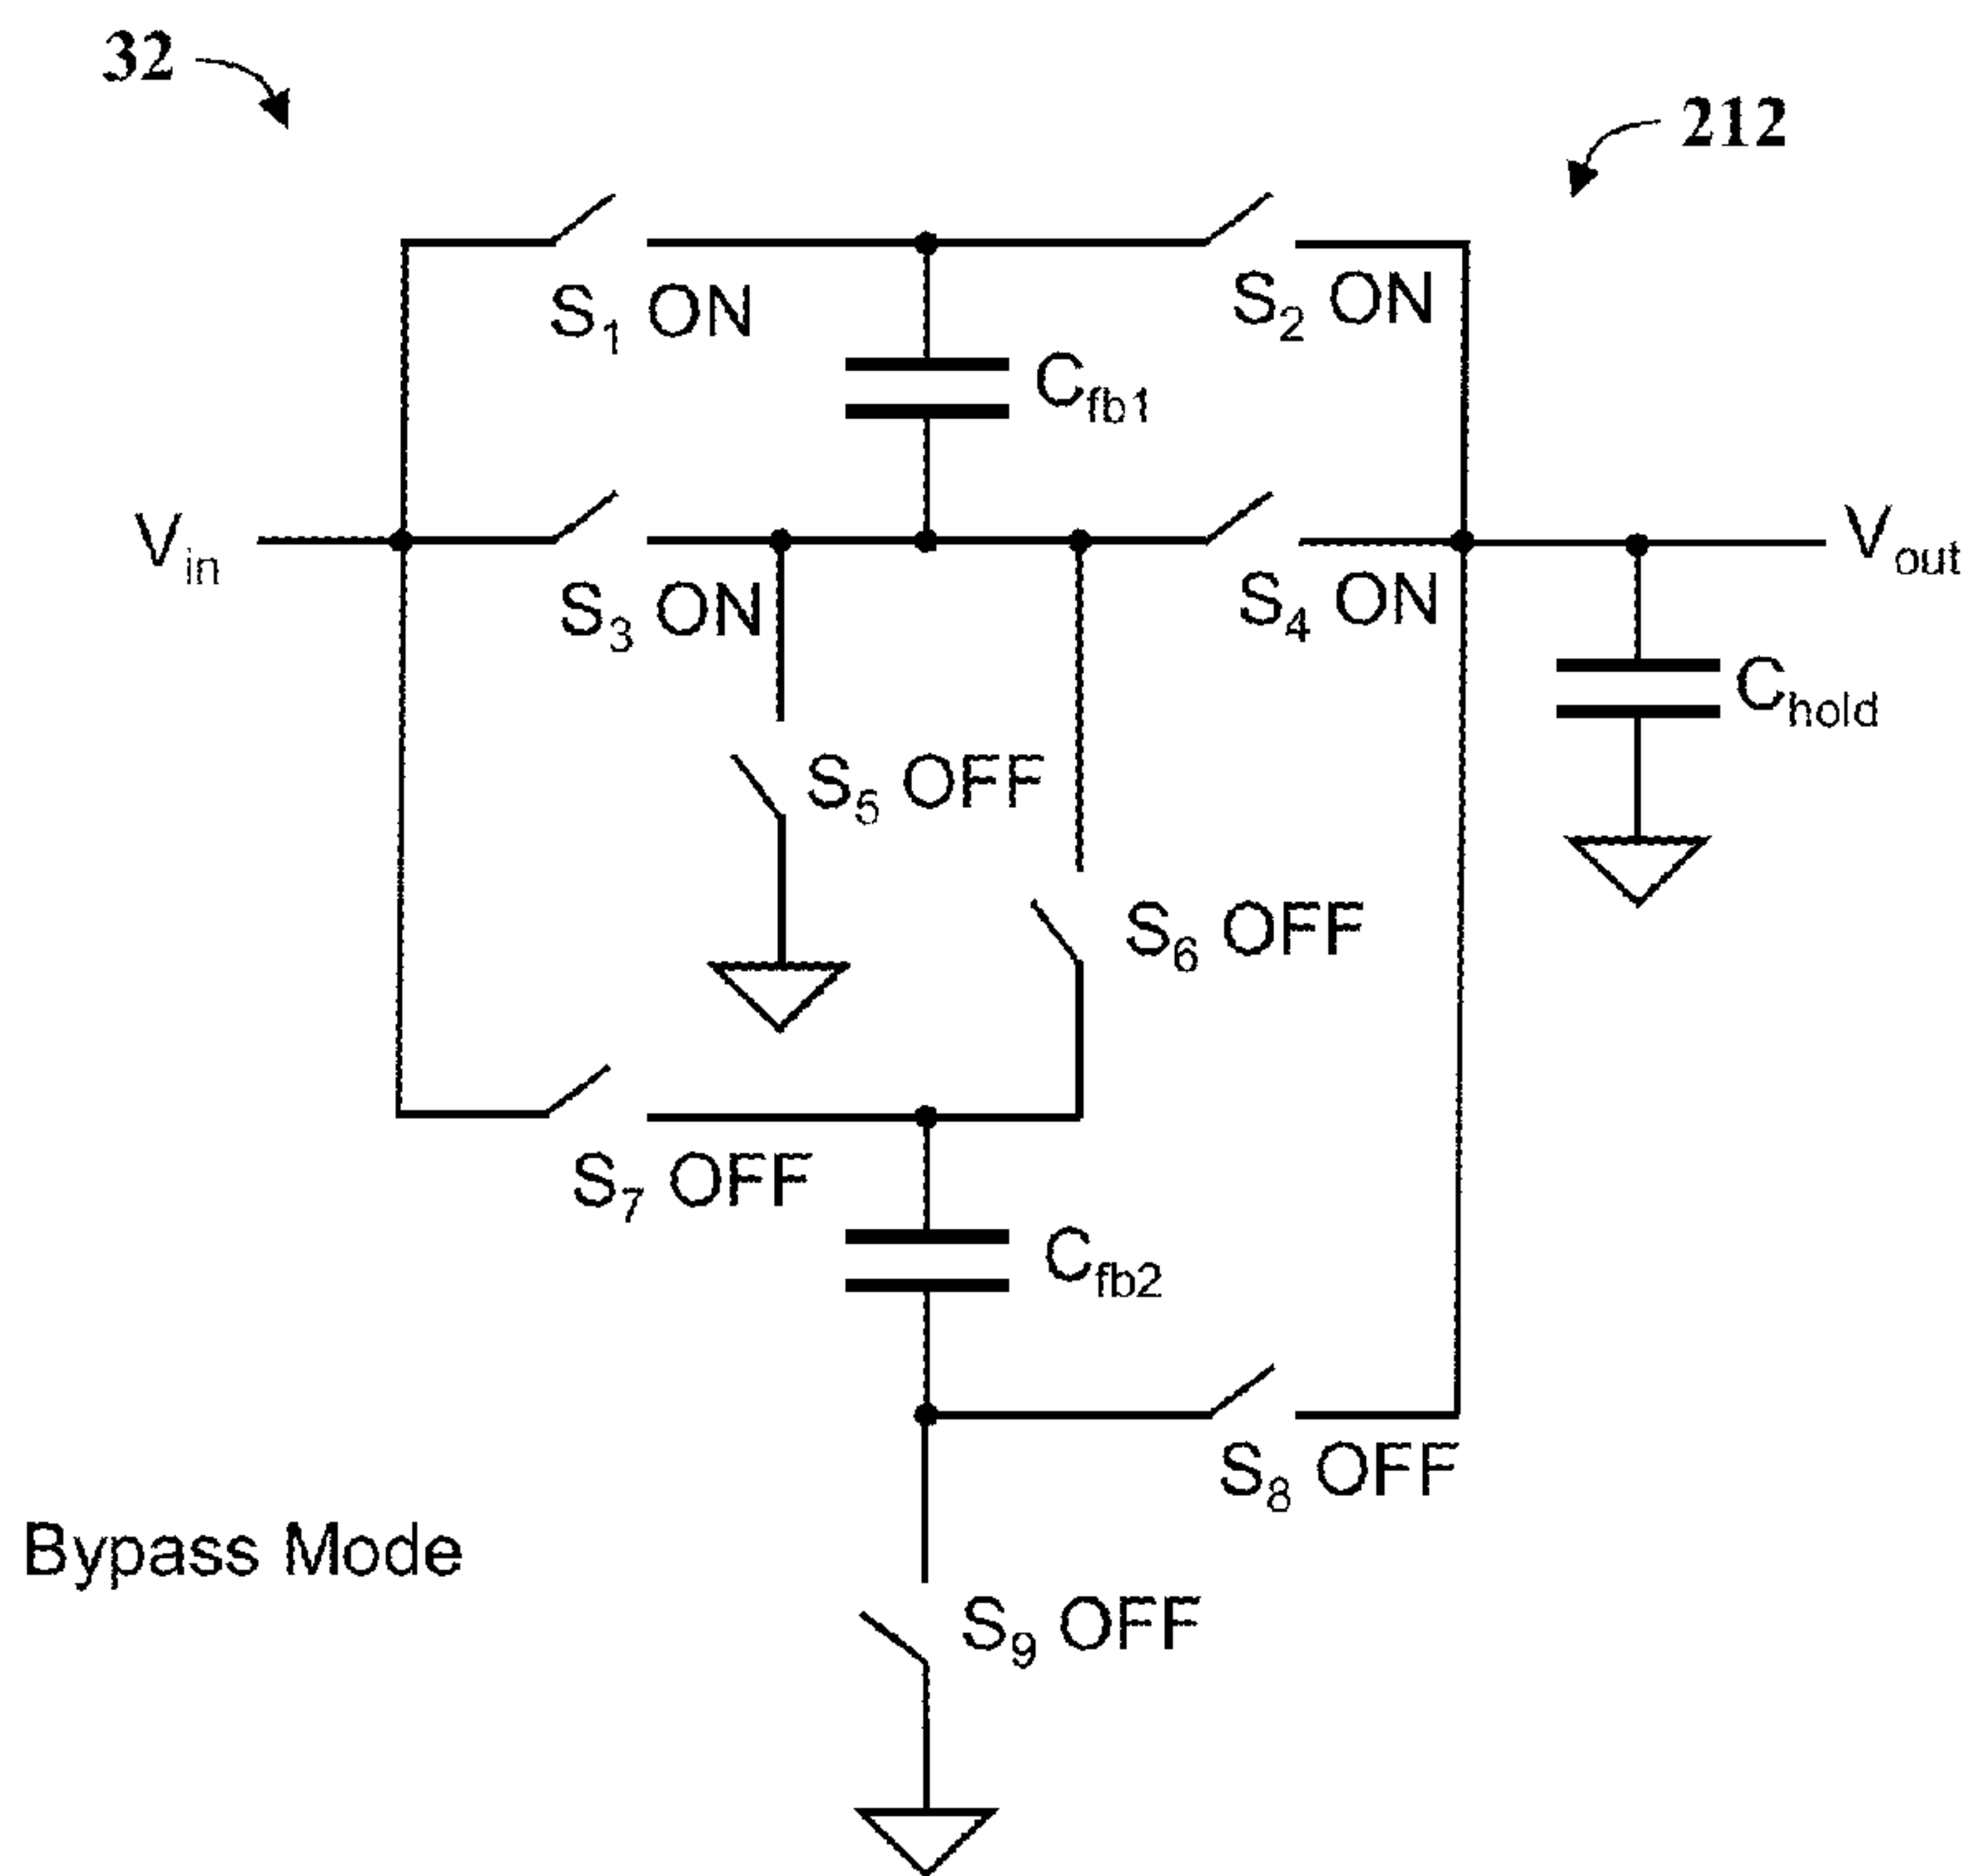 32
212
S1 ON
S2 ON
Cfb1
Vin
Vout
S3 ON
S4 ON
Chold
S5 OFF
S6 OFF
S7 OFF
Cfb2
S8 OFF
Bypass Mode
S9 OFF